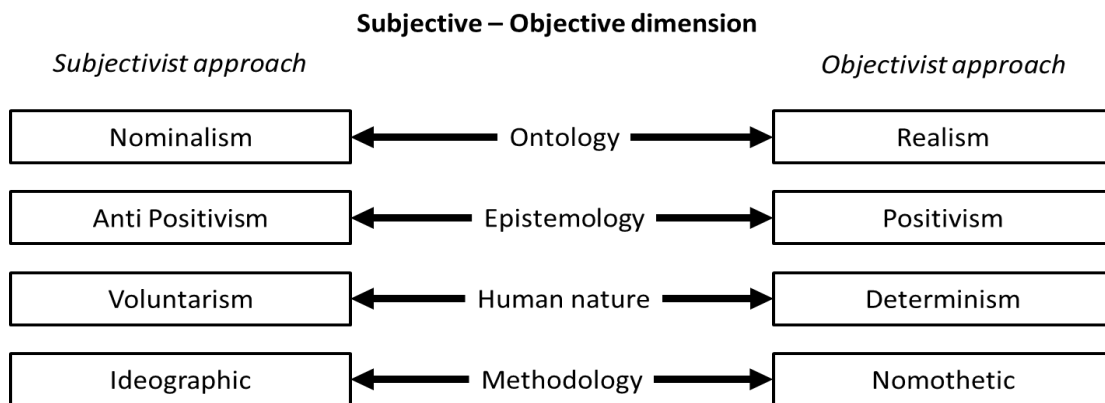 Subjective – Objective dimension
Subjectivist approach Objectivist approach
Nominalism Ontology Realism
Anti Positivism Epistemology Positivism
Voluntarism Human nature Determinism
Ideographic Methodology Nomothetic